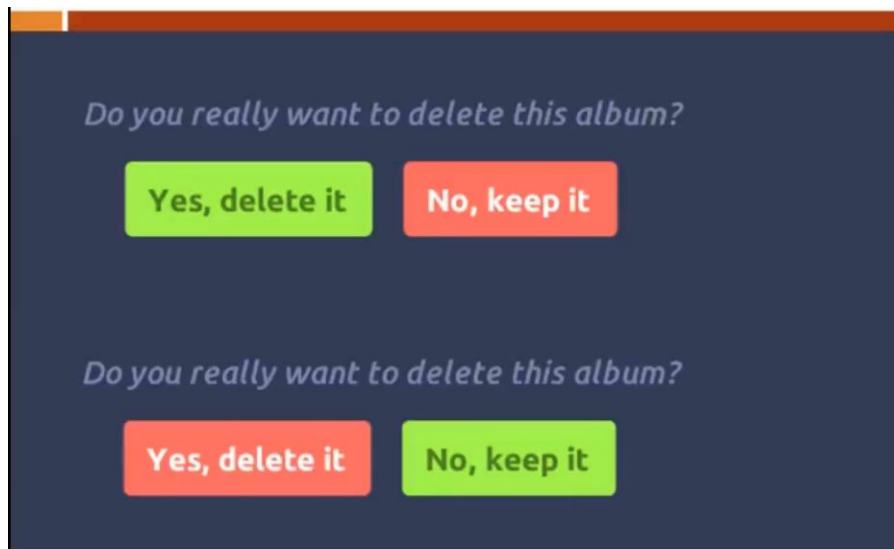 Do you really want to delete this album?
Yes, delete it No, keep it
Do you really want to delete this album?
Yes, delete it No, keep it